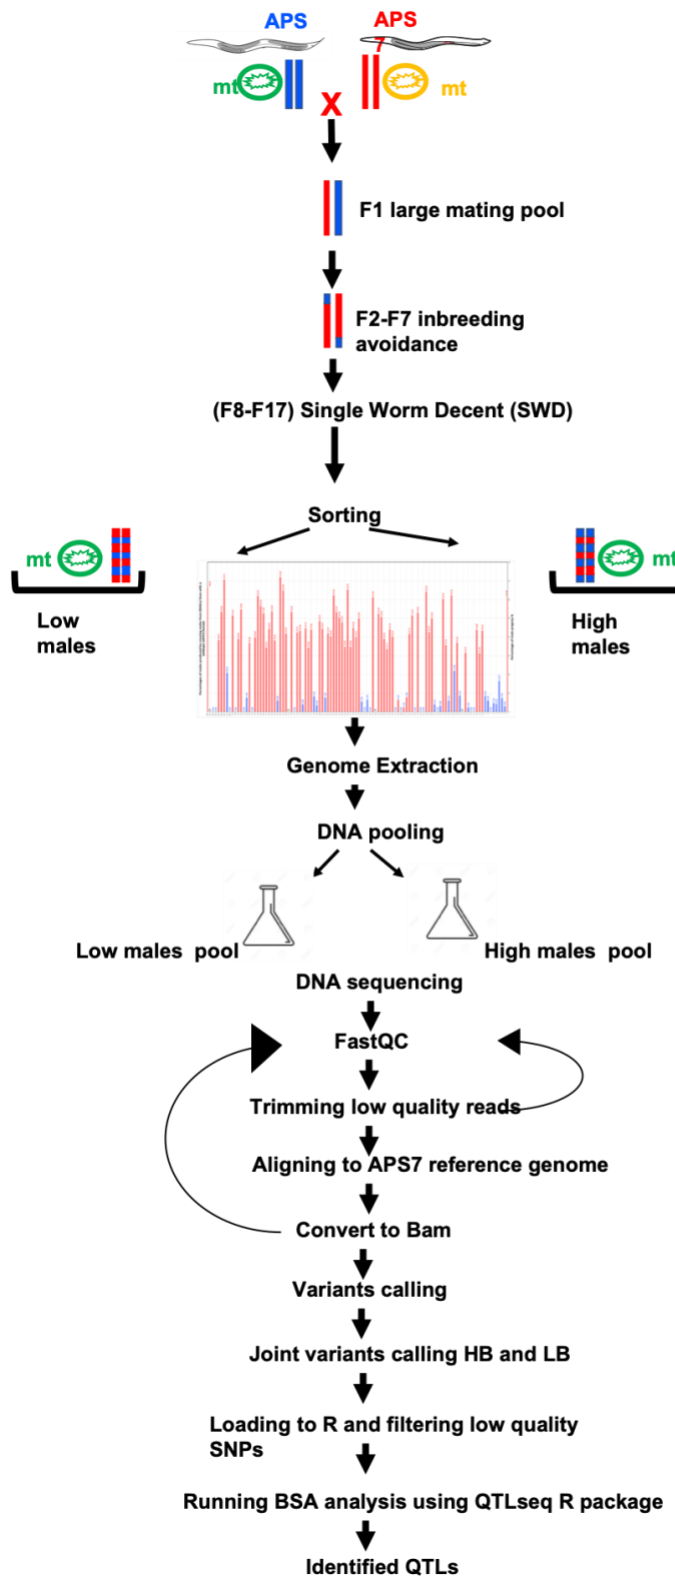 APS
APS
7
mt
mt
X
F1 large mating pool
F2-F7 inbreeding
avoidance
(F8-F17) Single Worm Decent (SWD)
Sorting
mt
mt
Low
males
High
males
Genome Extraction
DNA pooling
Low males pool
High males pool
DNA sequencing
FastQC
Trimming low quality reads
Aligning to APS7 reference genome
Convert to Bam
Variants calling
Joint variants calling HB and LB
Loading to R and filtering low quality
SNPs
Running BSA analysis using QTLseq R package
Identified QTLs